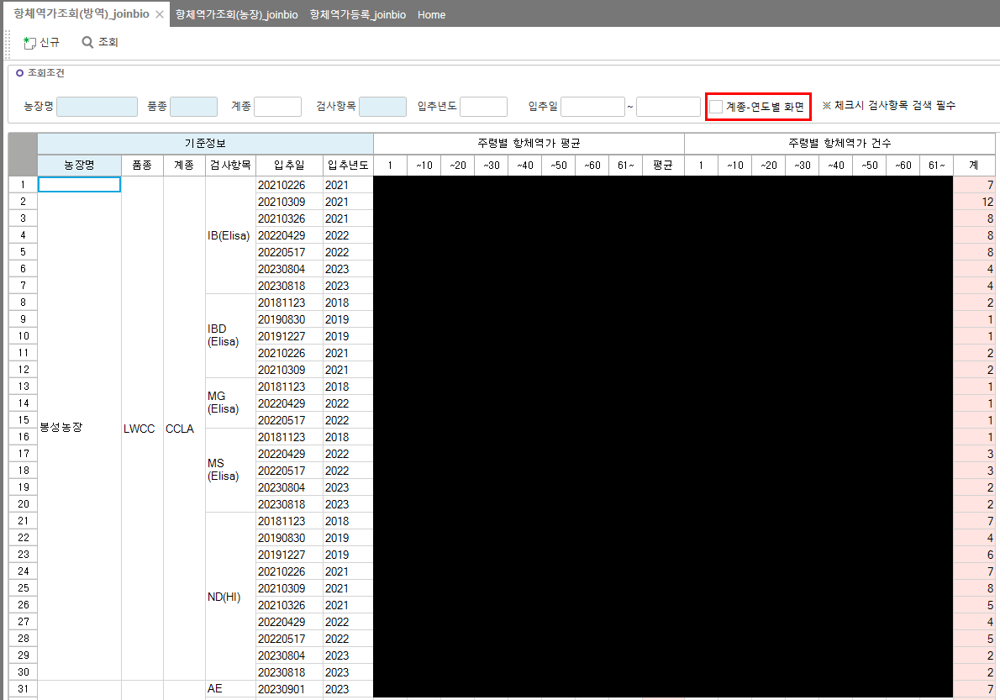 항체역가조회(방역)_joinbio × 항체역가조회(농장)_joinbio 항체역가등록_joinbio Home
신규 조회
조회조건
농장명 품종 계종 검사항목 입추년도 입추일 ~ 계종-연도별 화면 ※ 체크시 검사항목 검색 필수
기준정보 주령별 항체역가 평균 주령별 항체역가 건수
농장명 품종 계종 검사항목 입추일 입추년도 1 ~10 ~20 ~30 ~40 ~50 ~60 61~ 평균 1 ~10 ~20 ~30 ~40 ~50 ~60 61~ 계
1 20210226 2021 7
2 20210309 2021 12
3 20210326 2021 8
4 IB(Elisa) 20220429 2022 8
5 20220517 2022 8
6 20230804 2023 4
7 20230818 2023 4
8 20181123 2018 2
9 20190830 2019 1
IBD
10 20191227 2019 1
(Elisa)
11 20210226 2021 2
12 20210309 2021 2
13 20181123 2018 1
MG
14 20220429 2022 1
(Elisa)
15 20220517 2022 1
봉성농장 LWCC CCLA
16 20181123 2018 1
17 20220429 2022 3
MS
18 20220517 2022 3
(Elisa)
19 20230804 2023 2
20 20230818 2023 2
21 20181123 2018 7
22 20190830 2019 4
23 20191227 2019 6
24 20210226 2021 7
25 20210309 2021 8
ND(HI)
26 20210326 2021 5
27 20220429 2022 4
28 20220517 2022 5
29 20230804 2023 2
30 20230818 2023 2
31 AE 20230901 2023 7